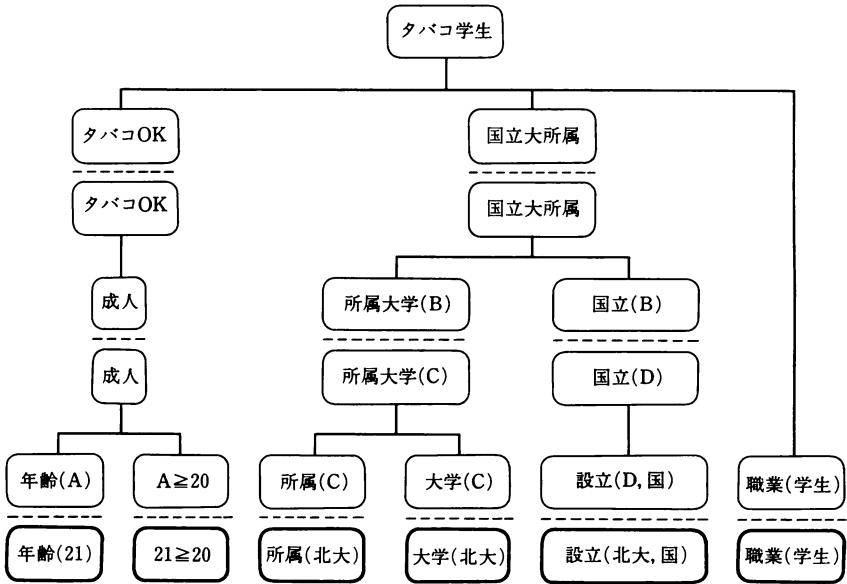 タバコ学生
タバコOK
国立大所属
タバコOK
国立大所属
成人
所属大学(B)
国立(B)
成人
所属大学(C)
国立(D)
年齢(A)
A≧20
所属(C)
大学(C)
設立(D, 国)
職業(学生)
年齢(21)
21≧20
所属(北大)
大学(北大)
設立(北大, 国)
職業(学生)